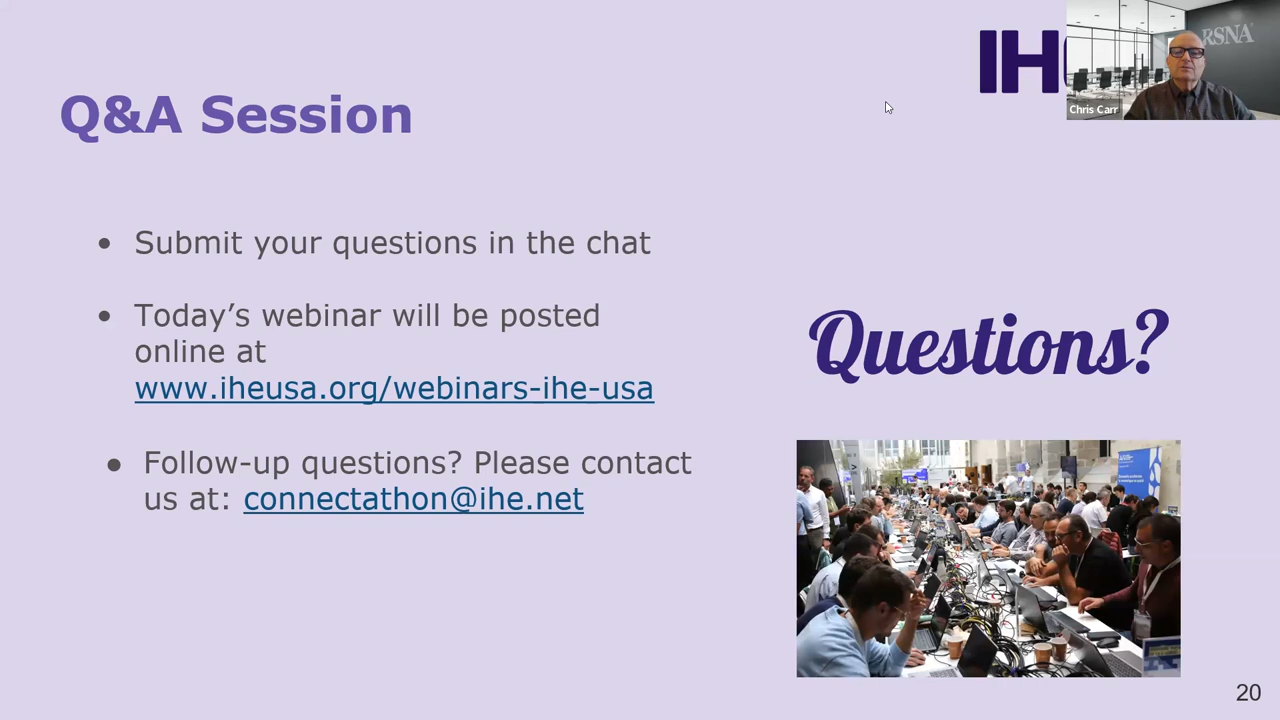 IH
RSNA
Chris Carr
Q&A Session
• Submit your questions in the chat
• Today’s webinar will be posted
online at
www.iheusa.org/webinars-ihe-usa
• Follow-up questions? Please contact
us at: connectathon@ihe.net
Questions?
20